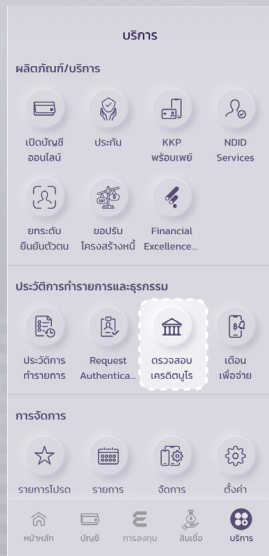 บริการ
ผลิตภัณฑ์/บริการ
เปิดบัญชี
ออนไลน์
ประกัน
KKP
พร้อมเพย์
NDID
Services
ยกระดับ
ยืนยันตัวตน
ขอปรับ
โครงสร้างหนี้
Financial
Excellence...
ประวัติการทำรายการและธุรกรรม
ประวัติการ
ทำรายการ
Request
Authentica...
ตรวจสอบ
เครดิตบูโร
เตือน
เพื่อจ่าย
การจัดการ
รายการโปรด
รายการ
จัดการ
ตั้งค่า
หน้าหลัก
บัญชี
การลงทุน
สินเชื่อ
บริการ